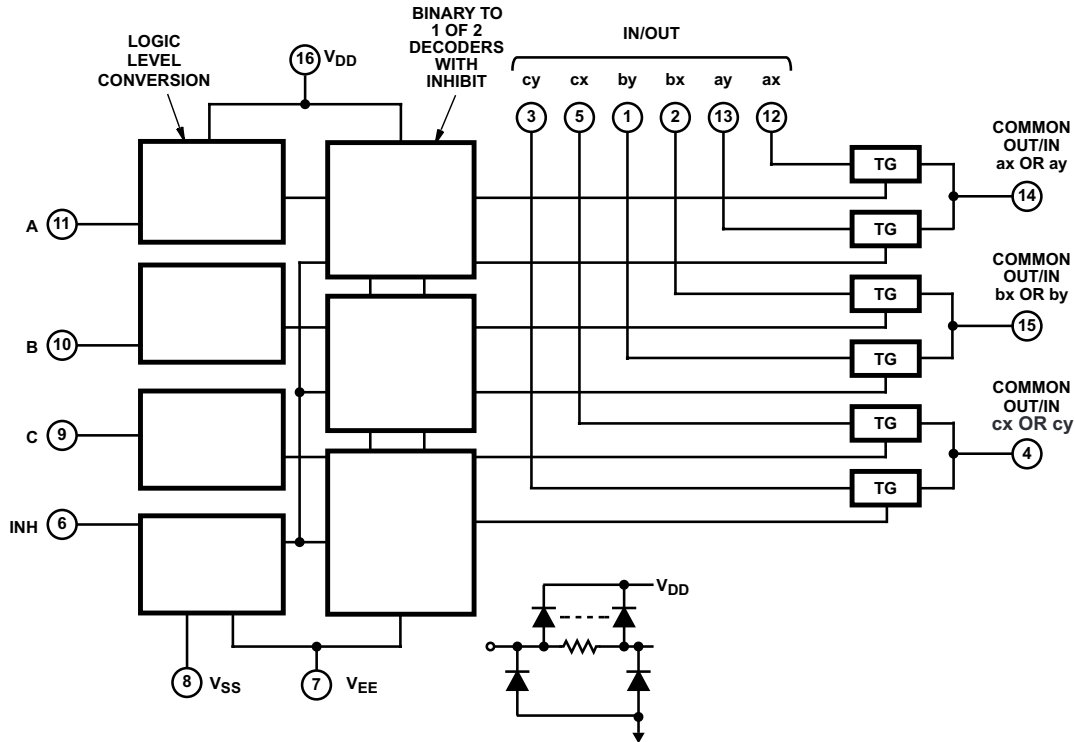 LOGIC
LEVEL
CONVERSION
16 VDD
BINARY TO
1 OF 2
DECODERS
WITH
INHIBIT
IN/OUT
cy cx by bx ay ax
3 5 1 2 13 12
TG
TG
TG
TG
TG
TG
COMMON
OUT/IN
ax OR ay
14
COMMON
OUT/IN
bx OR by
15
COMMON
OUT/IN
cx OR cy
4
A 11
B 10
C 9
INH 6
8 VSS
7 VEE
VDD